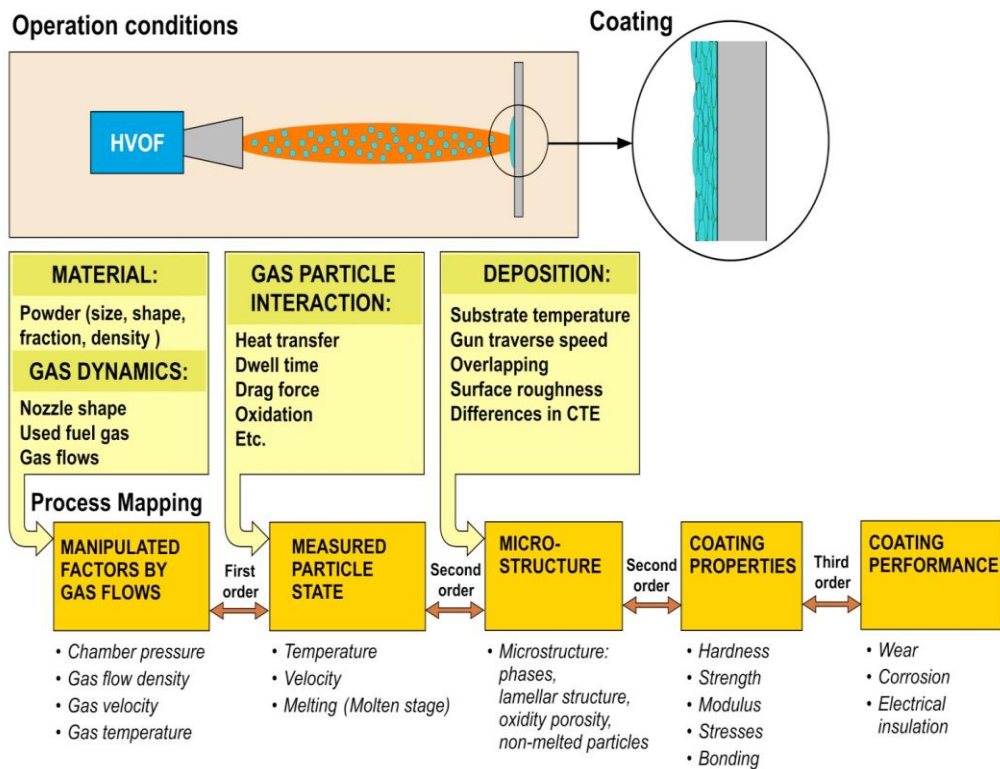 Operation conditions
Coating
HVOF
MATERIAL:
Powder (size, shape,
fraction, density )
GAS DYNAMICS:
Nozzle shape
Used fuel gas
Gas flows
GAS PARTICLE
INTERACTION:
Heat transfer
Dwell time
Drag force
Oxidation
Etc.
DEPOSITION:
Substrate temperature
Gun traverse speed
Overlapping
Surface roughness
Differences in CTE
Process Mapping
MANIPULATED
FACTORS BY
GAS FLOWS
First
order
MEASURED
PARTICLE
STATE
Second
order
MICRO-
STRUCTURE
Second
order
COATING
PROPERTIES
Third
order
COATING
PERFORMANCE
• Chamber pressure
• Gas flow density
• Gas velocity
• Gas temperature
• Temperature
• Velocity
• Melting (Molten stage)
• Microstructure:
phases,
lamellar structure,
oxidity porosity,
non-melted particles
• Hardness
• Strength
• Modulus
• Stresses
• Bonding
• Wear
• Corrosion
• Electrical
insulation